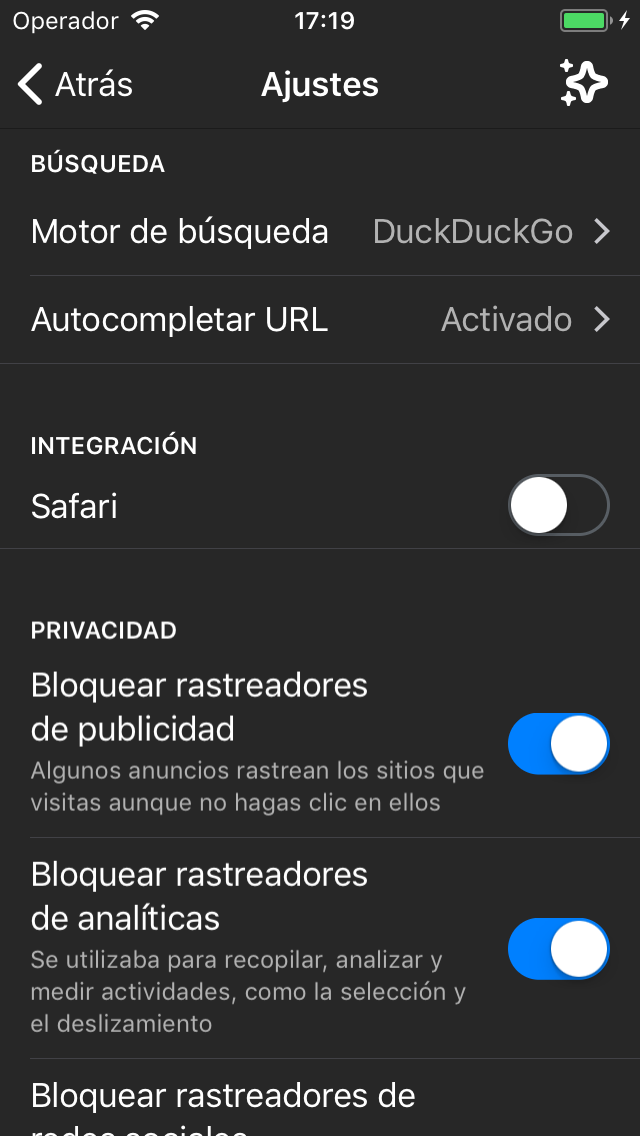 Operador 17:19
Atrás Ajustes
BÚSQUEDA
Motor de búsqueda DuckDuckGo
Autocompletar URL Activado
INTEGRACIÓN
Safari
PRIVACIDAD
Bloquear rastreadores
de publicidad
Algunos anuncios rastrean los sitios que
visitas aunque no hagas clic en ellos
Bloquear rastreadores
de analíticas
Se utilizaba para recopilar, analizar y
medir actividades, como la selección y
el deslizamiento
Bloquear rastreadores de
redes sociales